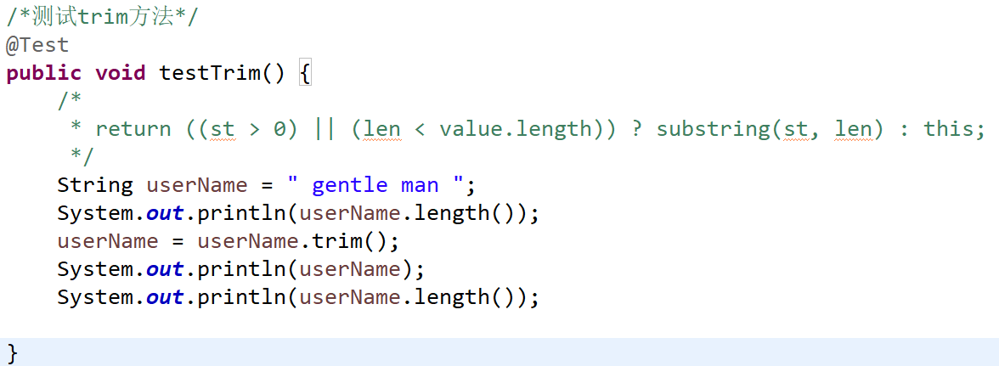 /*测试trim方法*/
@Test
public void testTrim() {
    /*
     * return ((st > 0) || (len < value.length)) ? substring(st, len) : this;
     */
    String userName = " gentle man ";
    System.out.println(userName.length());
    userName = userName.trim();
    System.out.println(userName);
    System.out.println(userName.length());
}